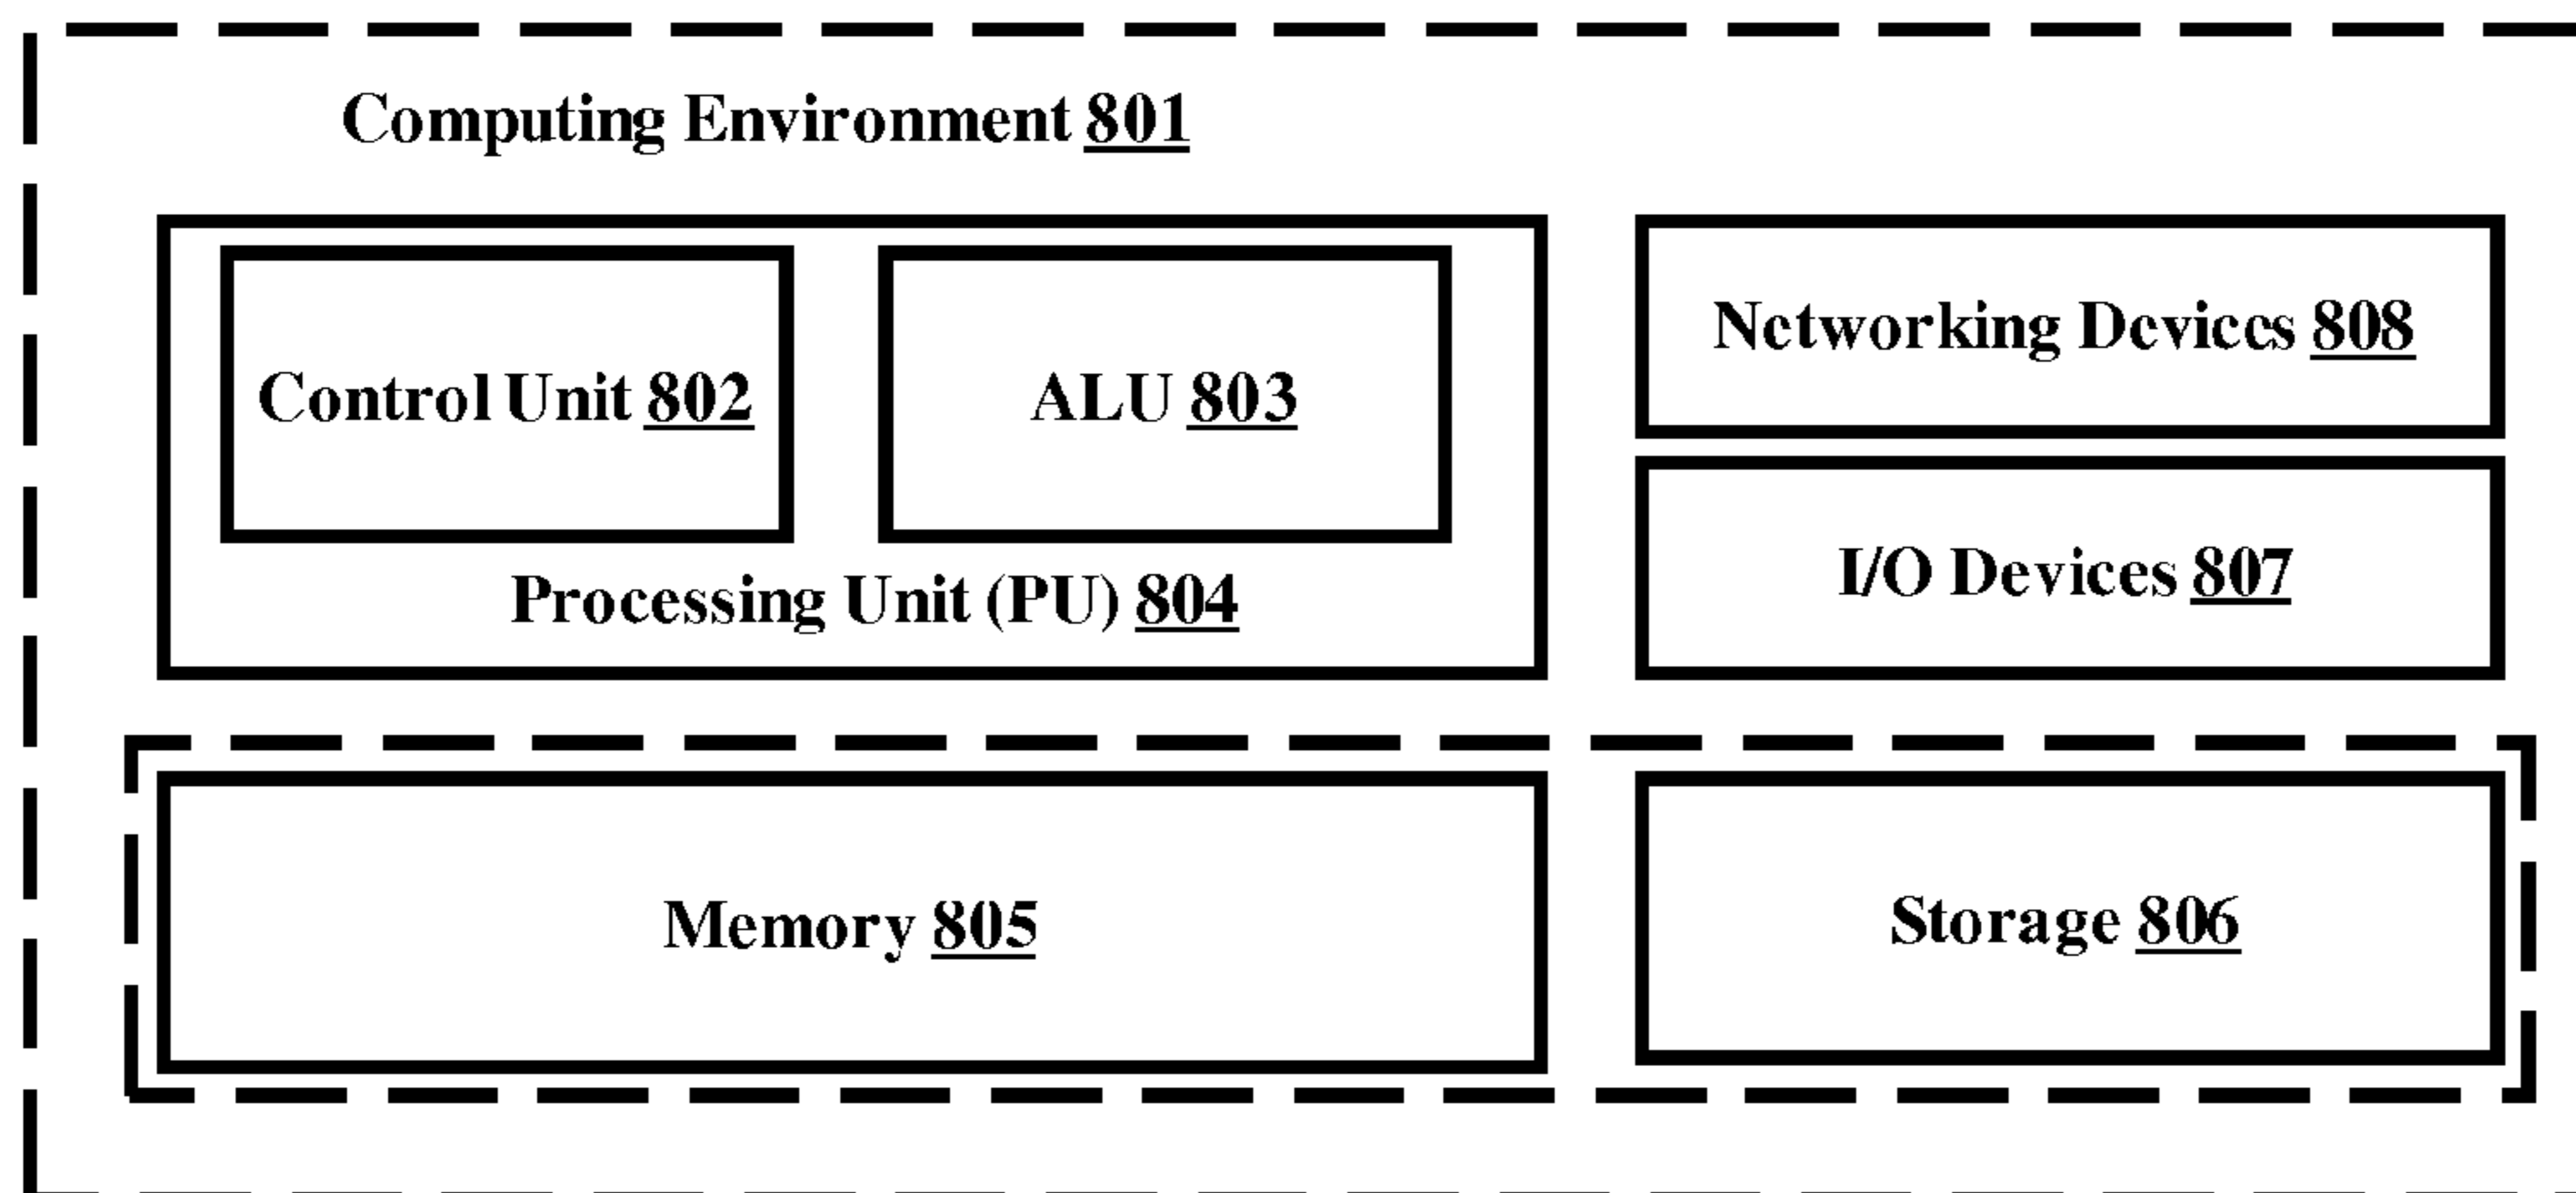 Computing Environment 801
Control Unit 802
ALU 803
Processing Unit (PU) 804
Networking Devices 808
I/O Devices 807
Memory 805
Storage 806